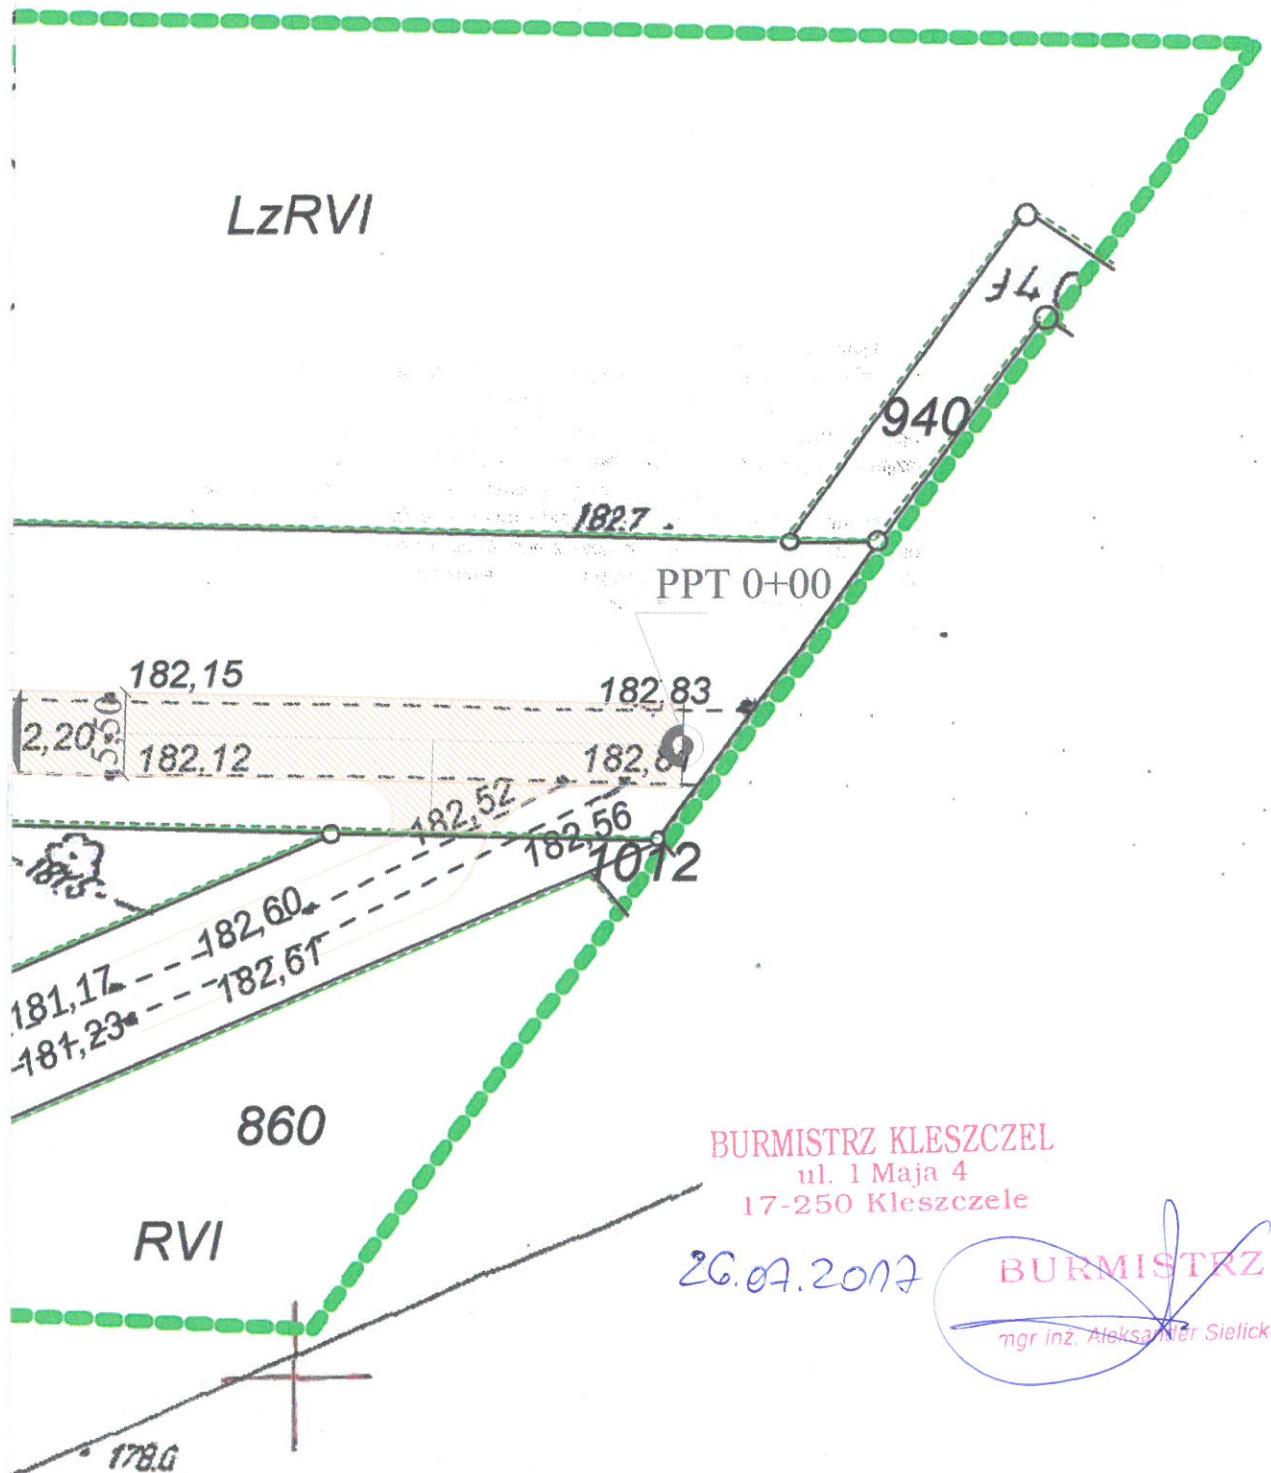 LzRVI
940
182.7
PPT 0+00
182,15
182,83
2,20
5,50
182.12
182,52
182,56
1012
182,60
182,61
181,17
181,23
860
RVI
178.0
BURMISTRZ KLESZCZEL
ul. 1 Maja 4
17-250 Kleszczele
26.07.2017
BURMISTRZ
mgr inż. Aleksander Sielick